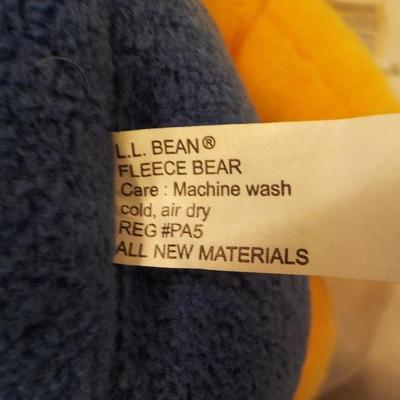 L.L. BEAN®
FLEECE BEAR
Care : Machine wash
cold, air dry
REG #PA5
ALL NEW MATERIALS